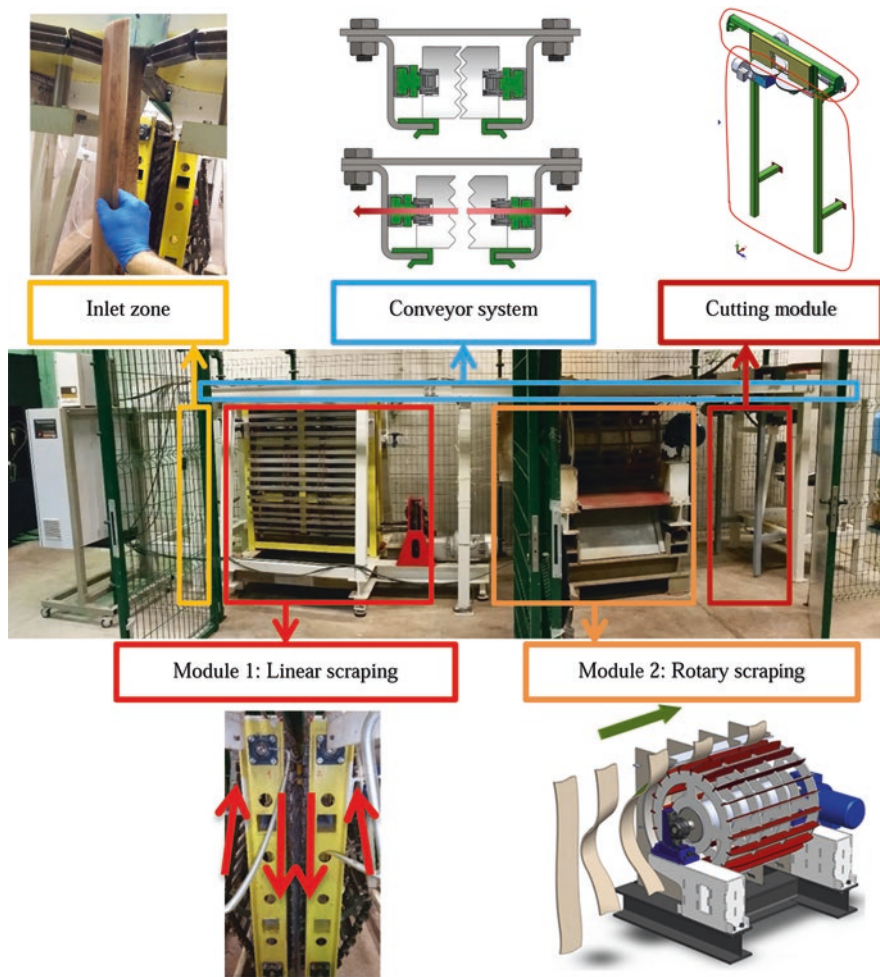 Inlet zone
Conveyor system
Cutting module
Module 1: Linear scraping
Module 2: Rotary scraping